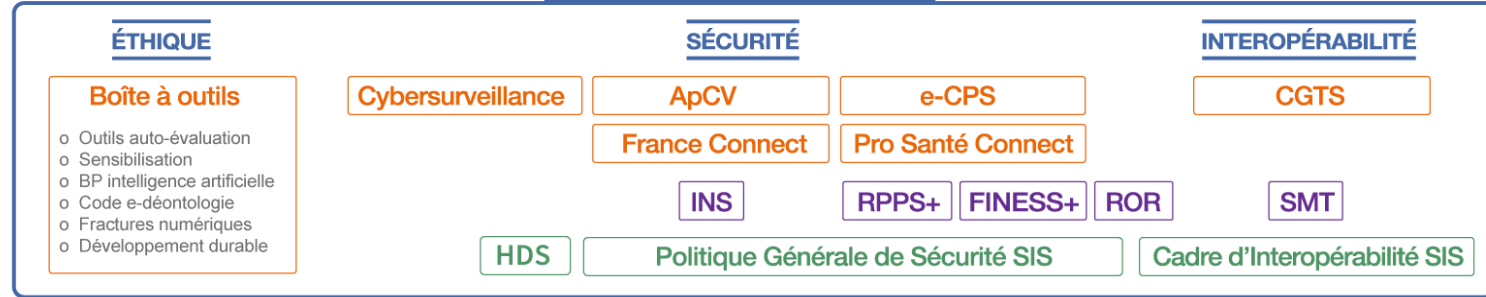 ÉTHIQUE
SÉCURITÉ
INTEROPÉRABILITÉ
Boîte à outils
o Outils auto-évaluation
o Sensibilisation
o BP intelligence artificielle
o Code e-déontologie
o Fractures numériques
o Développement durable
Cybersurveillance
ApCV
e-CPS
CGTS
France Connect
Pro Santé Connect
INS
RPPS+
FINESS+
ROR
SMT
HDS
Politique Générale de Sécurité SIS
Cadre d’Interopérabilité SIS